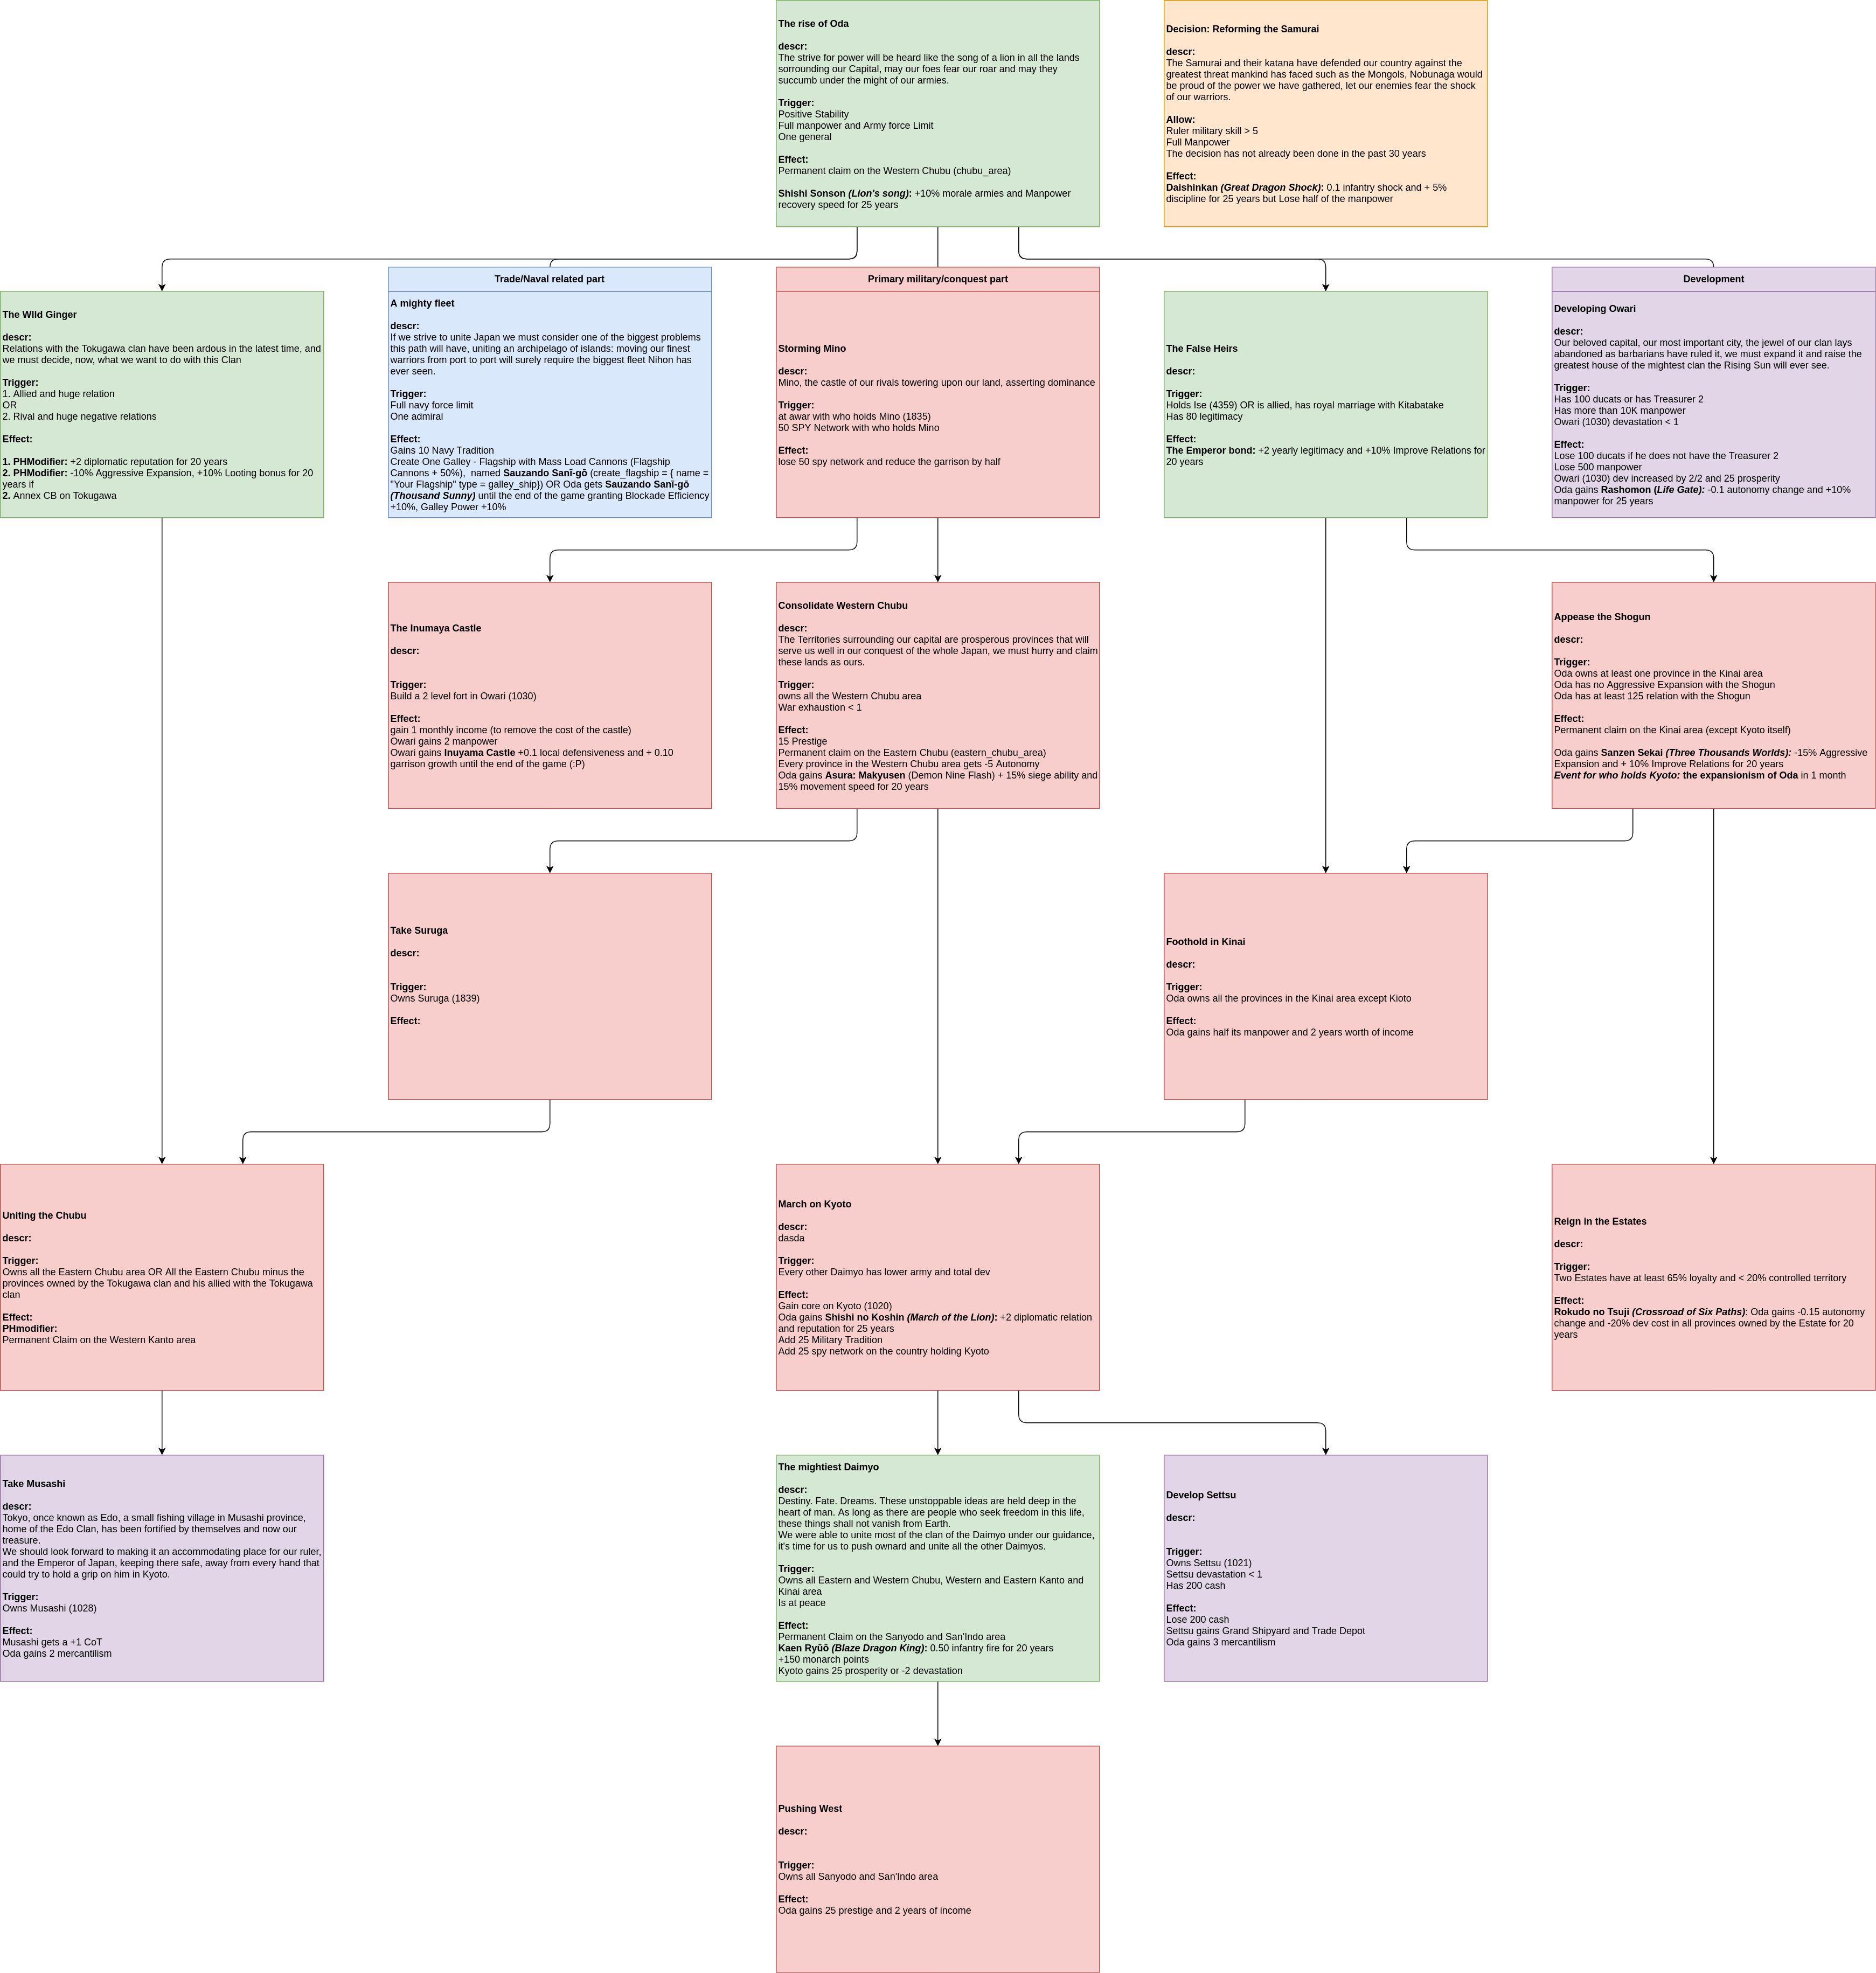 The rise of Oda
descr:
The strive for power will be heard like the song of a lion in all the lands
sorrounding our Capital, may our foes fear our roar and may they
succumb under the might of our armies.
Trigger:
Positive Stability
Full manpower and Army force Limit
One general
Effect:
Permanent claim on the Western Chubu (chubu_area)
Shishi Sonson (Lion's song): +10% morale armies and Manpower
recovery speed for 25 years
Decision: Reforming the Samurai
descr:
The Samurai and their katana have defended our country against the
greatest threat mankind has faced such as the Mongols, Nobunaga would
be proud of the power we have gathered, let our enemies fear the shock
of our warriors.
Allow:
Ruler military skill > 5
Full Manpower
The decision has not already been done in the past 30 years
Effect:
Daishinkan (Great Dragon Shock): 0.1 infantry shock and + 5%
discipline for 25 years but Lose half of the manpower
The WIld Ginger
descr:
Relations with the Tokugawa clan have been ardous in the latest time, and
we must decide, now, what we want to do with this Clan
Trigger:
1. Allied and huge relation
OR
2. Rival and huge negative relations
Effect:
1. PHModifier: +2 diplomatic reputation for 20 years
2. PHModifier: -10% Aggressive Expansion, +10% Looting bonus for 20
years if
2. Annex CB on Tokugawa
Trade/Naval related part
A mighty fleet
descr:
If we strive to unite Japan we must consider one of the biggest problems
this path will have, uniting an archipelago of islands: moving our finest
warriors from port to port will surely require the biggest fleet Nihon has
ever seen.
Trigger:
Full navy force limit
One admiral
Effect:
Gains 10 Navy Tradition
Create One Galley - Flagship with Mass Load Cannons (Flagship
Cannons + 50%),  named Sauzando Sanī-gō (create_flagship = { name =
"Your Flagship" type = galley_ship}) OR Oda gets Sauzando Sanī-gō
(Thousand Sunny) until the end of the game granting Blockade Efficiency
+10%, Galley Power +10%
Primary military/conquest part
Storming Mino
descr:
Mino, the castle of our rivals towering upon our land, asserting dominance
Trigger:
at awar with who holds Mino (1835)
50 SPY Network with who holds Mino
Effect:
lose 50 spy network and reduce the garrison by half
The False Heirs
descr:
Trigger:
Holds Ise (4359) OR is allied, has royal marriage with Kitabatake
Has 80 legitimacy
Effect:
The Emperor bond: +2 yearly legitimacy and +10% Improve Relations for
20 years
Development
Developing Owari
descr:
Our beloved capital, our most important city, the jewel of our clan lays
abandoned as barbarians have ruled it, we must expand it and raise the
greatest house of the mightest clan the Rising Sun will ever see.
Trigger:
Has 100 ducats or has Treasurer 2
Has more than 10K manpower
Owari (1030) devastation < 1
Effect:
Lose 100 ducats if he does not have the Treasurer 2
Lose 500 manpower
Owari (1030) dev increased by 2/2 and 25 prosperity
Oda gains Rashomon (Life Gate): -0.1 autonomy change and +10%
manpower for 25 years
The Inumaya Castle
descr:
Trigger:
Build a 2 level fort in Owari (1030)
Effect:
gain 1 monthly income (to remove the cost of the castle)
Owari gains 2 manpower
Owari gains Inuyama Castle +0.1 local defensiveness and + 0.10
garrison growth until the end of the game (:P)
Consolidate Western Chubu
descr:
The Territories surrounding our capital are prosperous provinces that will
serve us well in our conquest of the whole Japan, we must hurry and claim
these lands as ours.
Trigger:
owns all the Western Chubu area
War exhaustion < 1
Effect:
15 Prestige
Permanent claim on the Eastern Chubu (eastern_chubu_area)
Every province in the Western Chubu area gets -5 Autonomy
Oda gains Asura: Makyusen (Demon Nine Flash) + 15% siege ability and
15% movement speed for 20 years
Appease the Shogun
descr:
Trigger:
Oda owns at least one province in the Kinai area
Oda has no Aggressive Expansion with the Shogun
Oda has at least 125 relation with the Shogun
Effect:
Permanent claim on the Kinai area (except Kyoto itself)
Oda gains Sanzen Sekai (Three Thousands Worlds): -15% Aggressive
Expansion and + 10% Improve Relations for 20 years
Event for who holds Kyoto: the expansionism of Oda in 1 month
Take Suruga
descr:
Trigger:
Owns Suruga (1839)
Effect:
Foothold in Kinai
descr:
Trigger:
Oda owns all the provinces in the Kinai area except Kioto
Effect:
Oda gains half its manpower and 2 years worth of income
Uniting the Chubu
descr:
Trigger:
Owns all the Eastern Chubu area OR All the Eastern Chubu minus the
provinces owned by the Tokugawa clan and his allied with the Tokugawa
clan
Effect:
PHmodifier:
Permanent Claim on the Western Kanto area
March on Kyoto
descr:
dasda
Trigger:
Every other Daimyo has lower army and total dev
Effect:
Gain core on Kyoto (1020)
Oda gains Shishi no Koshin (March of the Lion): +2 diplomatic relation
and reputation for 25 years
Add 25 Military Tradition
Add 25 spy network on the country holding Kyoto
Reign in the Estates
descr:
Trigger:
Two Estates have at least 65% loyalty and < 20% controlled territory
Effect:
Rokudo no Tsuji (Crossroad of Six Paths): Oda gains -0.15 autonomy
change and -20% dev cost in all provinces owned by the Estate for 20
years
Take Musashi
descr:
Tokyo, once known as Edo, a small fishing village in Musashi province,
home of the Edo Clan, has been fortified by themselves and now our
treasure.
We should look forward to making it an accommodating place for our ruler,
and the Emperor of Japan, keeping there safe, away from every hand that
could try to hold a grip on him in Kyoto.
Trigger:
Owns Musashi (1028)
Effect:
Musashi gets a +1 CoT
Oda gains 2 mercantilism
The mightiest Daimyo
descr:
Destiny. Fate. Dreams. These unstoppable ideas are held deep in the
heart of man. As long as there are people who seek freedom in this life,
these things shall not vanish from Earth.
We were able to unite most of the clan of the Daimyo under our guidance,
it's time for us to push ownard and unite all the other Daimyos.
Trigger:
Owns all Eastern and Western Chubu, Western and Eastern Kanto and
Kinai area
Is at peace
Effect:
Permanent Claim on the Sanyodo and San'Indo area
Kaen Ryūō (Blaze Dragon King): 0.50 infantry fire for 20 years
+150 monarch points
Kyoto gains 25 prosperity or -2 devastation
Develop Settsu
descr:
Trigger:
Owns Settsu (1021)
Settsu devastation < 1
Has 200 cash
Effect:
Lose 200 cash
Settsu gains Grand Shipyard and Trade Depot
Oda gains 3 mercantilism
Pushing West
descr:
Trigger:
Owns all Sanyodo and San'Indo area
Effect:
Oda gains 25 prestige and 2 years of income